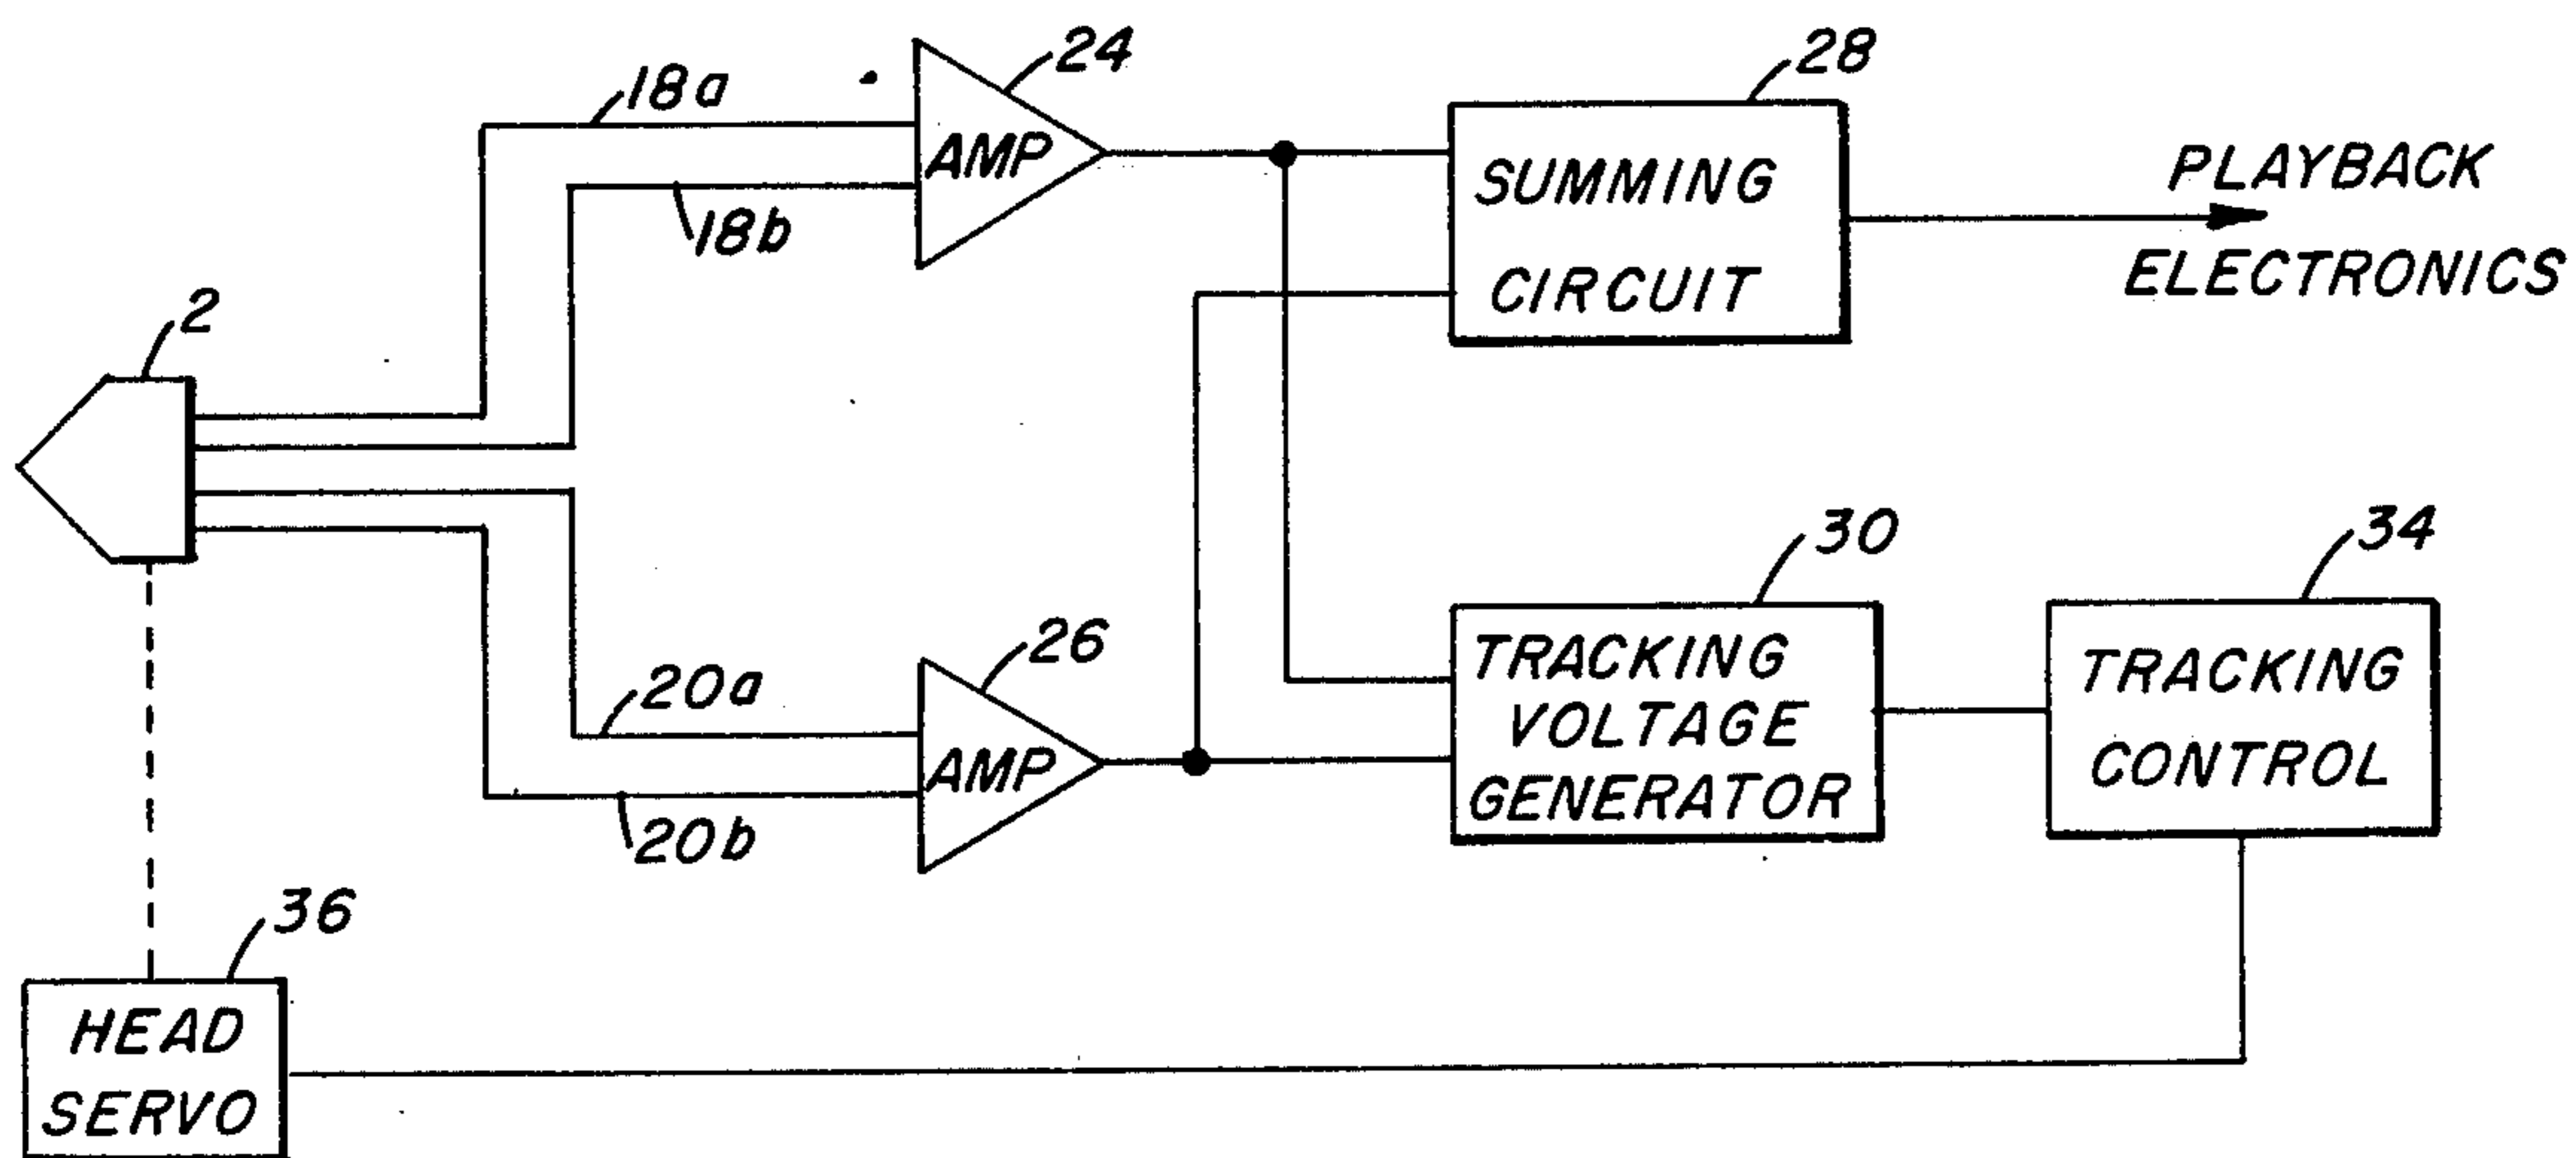 24
28
18a
AMP
SUMMING
CIRCUIT
PLAYBACK
ELECTRONICS
18b
2
30
34
26
20a
AMP
20b
TRACKING
VOLTAGE
GENERATOR
TRACKING
CONTROL
36
HEAD
SERVO